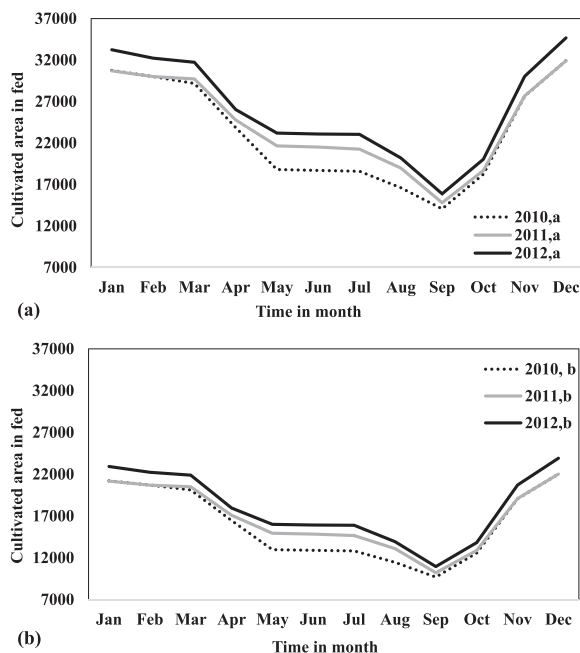 37000
32000
27000
22000
17000
12000
7000
Cultivated area in fed
2010,a
2011,a
2012,a
Jan Feb Mar Apr May Jun Jul Aug Sep Oct Nov Dec
(a)
Time in month
37000
32000
27000
22000
17000
12000
7000
Cultivated area in fed
2010, b
2011,b
2012,b
Jan Feb Mar Apr May Jun Jul Aug Sep Oct Nov Dec
(b)
Time in month